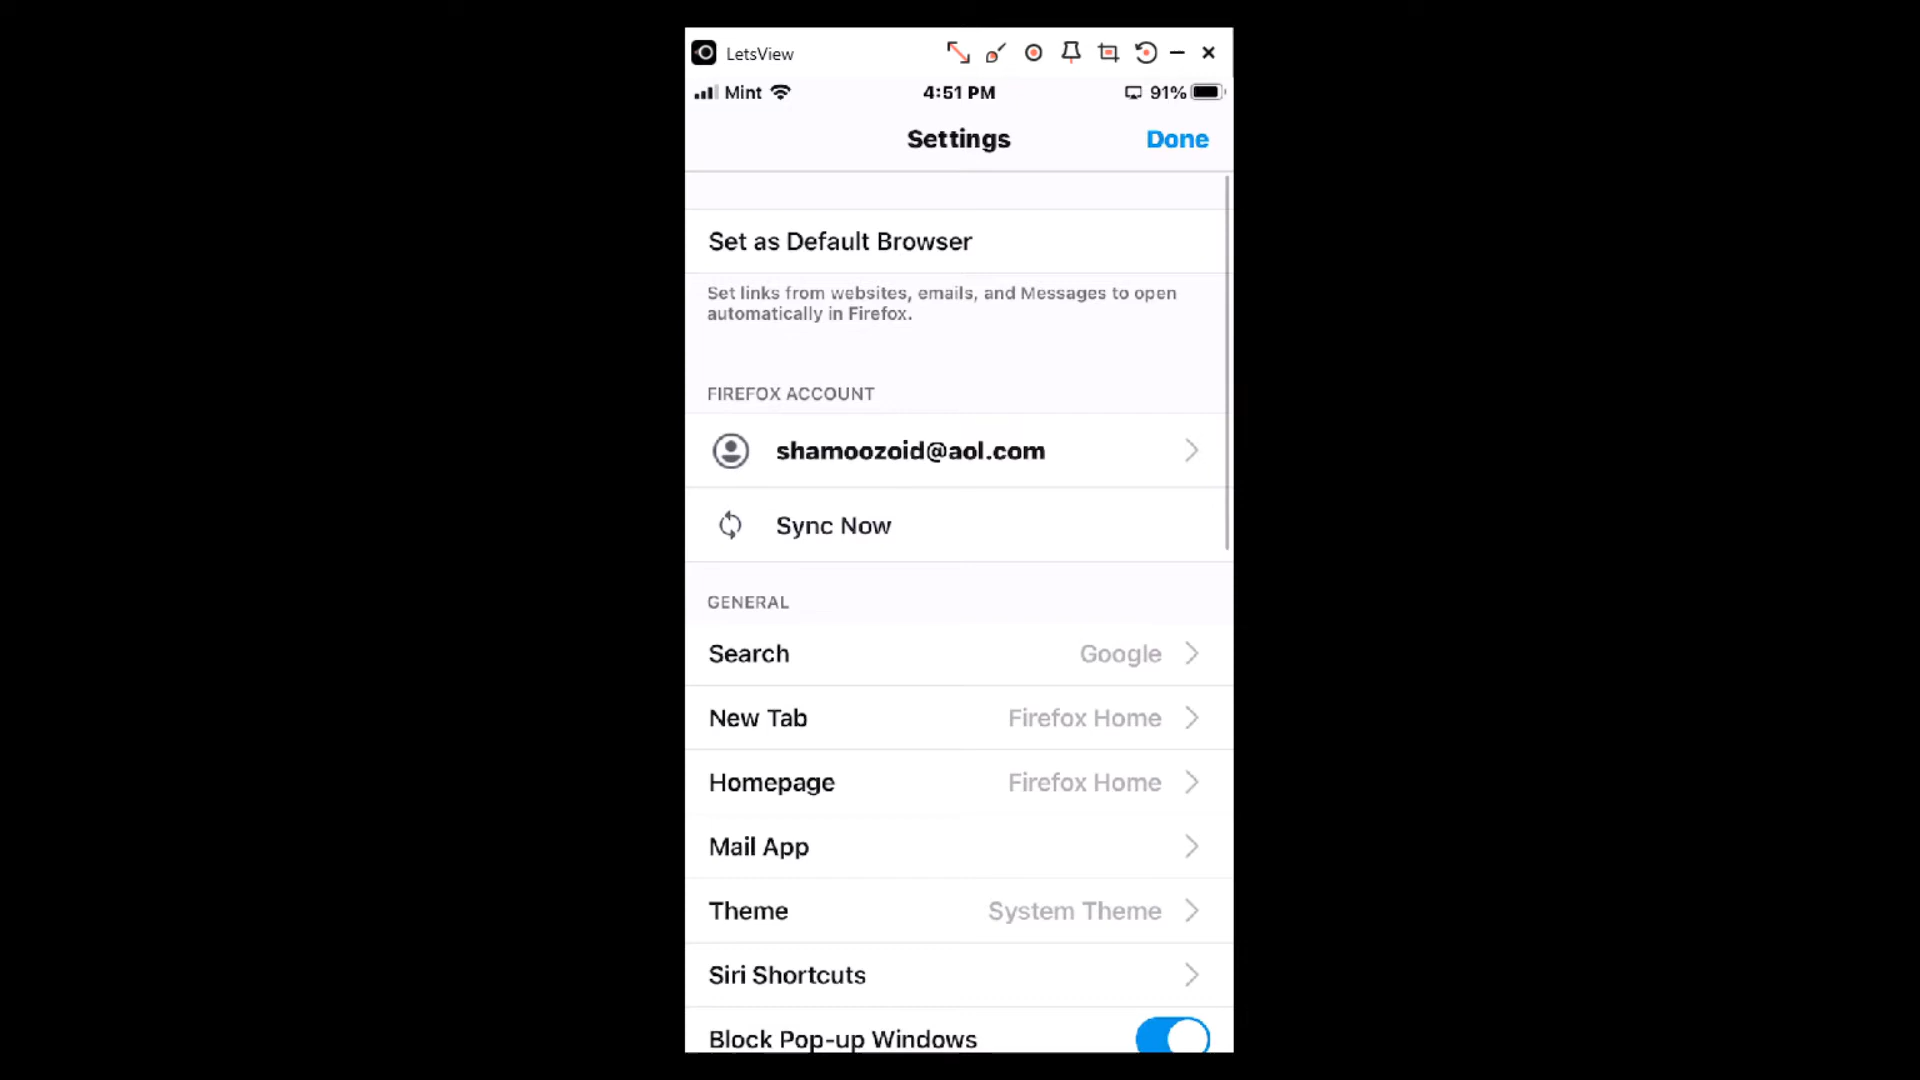 LetsView
Mint 4:51 PM 91%
Settings Done
Set as Default Browser
Set links from websites, emails, and Messages to open
automatically in Firefox.
FIREFOX ACCOUNT
shamoozoid@aol.com
Sync Now
GENERAL
Search Google
New Tab Firefox Home
Homepage Firefox Home
Mail App
Theme System Theme
Siri Shortcuts
Block Pop-up Windows